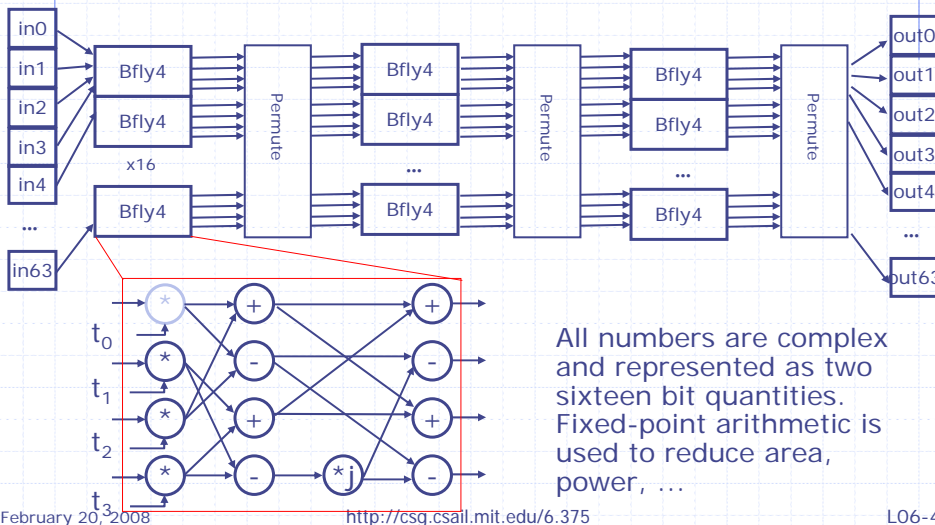 in0
in1
in2
in3
in4
...
in63
Bfly4
Bfly4
x16
Bfly4
Permute
Bfly4
Bfly4
...
Bfly4
Permute
Bfly4
Bfly4
...
Bfly4
Permute
out0
out1
out2
out3
out4
...
out63
* + +
t0
* - -
t1
* + +
t2
* - *j -
t3
All numbers are complex
and represented as two
sixteen bit quantities.
Fixed-point arithmetic is
used to reduce area,
power, …
February 20, 2008
http://csg.csail.mit.edu/6.375
L06-4